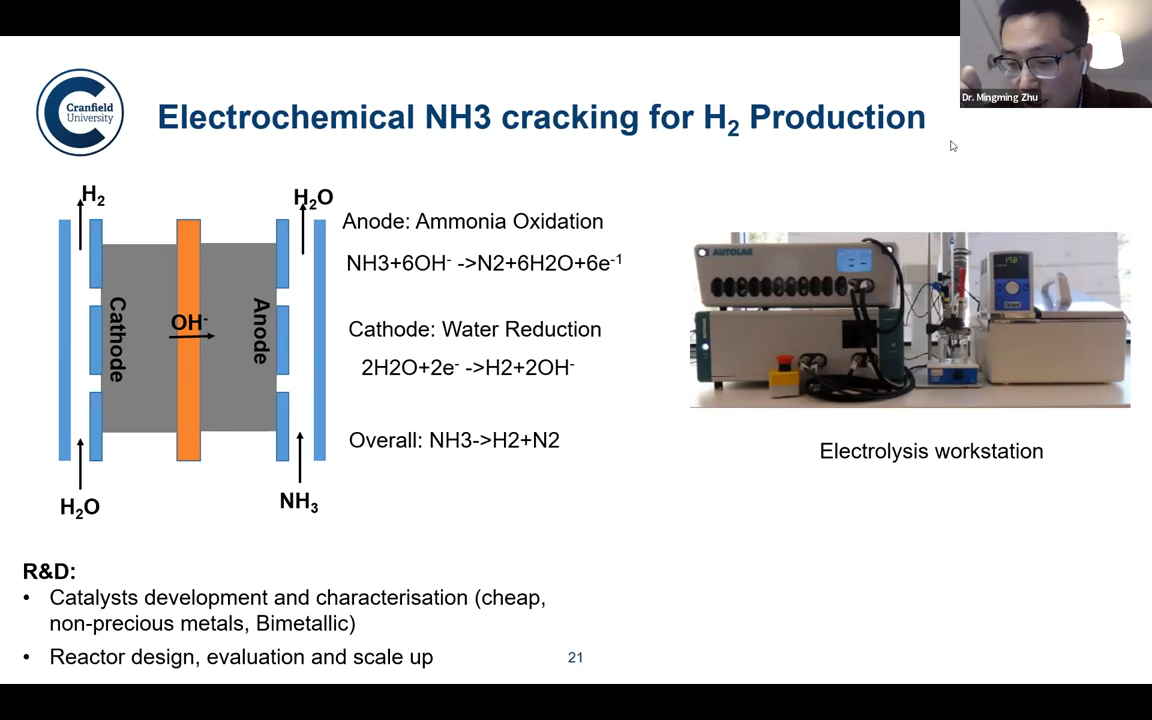 Dr. Mingming Zhu
Cranfield
University
Electrochemical NH3 cracking for H₂ Production
H₂
H₂O
Anode: Ammonia Oxidation
NH3+6OH⁻ ->N2+6H2O+6e⁻¹
Cathode
OH⁻
Anode
Cathode: Water Reduction
2H2O+2e⁻ ->H2+2OH⁻
Overall: NH3->H2+N2
H₂O
NH₃
AUTOLAB
Electrolysis workstation
R&D:
• Catalysts development and characterisation (cheap,
non-precious metals, Bimetallic)
• Reactor design, evaluation and scale up
21